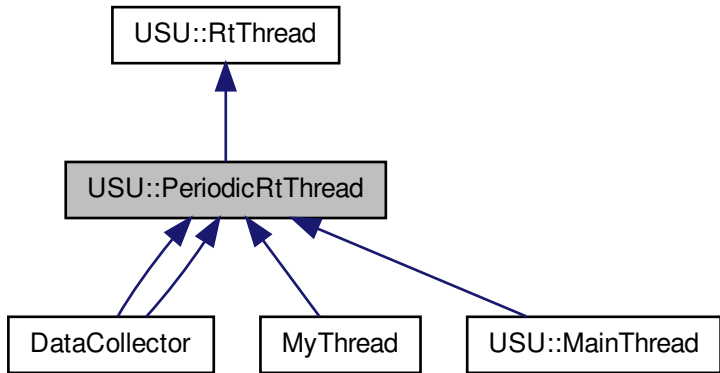 USU::RtThread
USU::PeriodicRtThread
DataCollector
MyThread
USU::MainThread